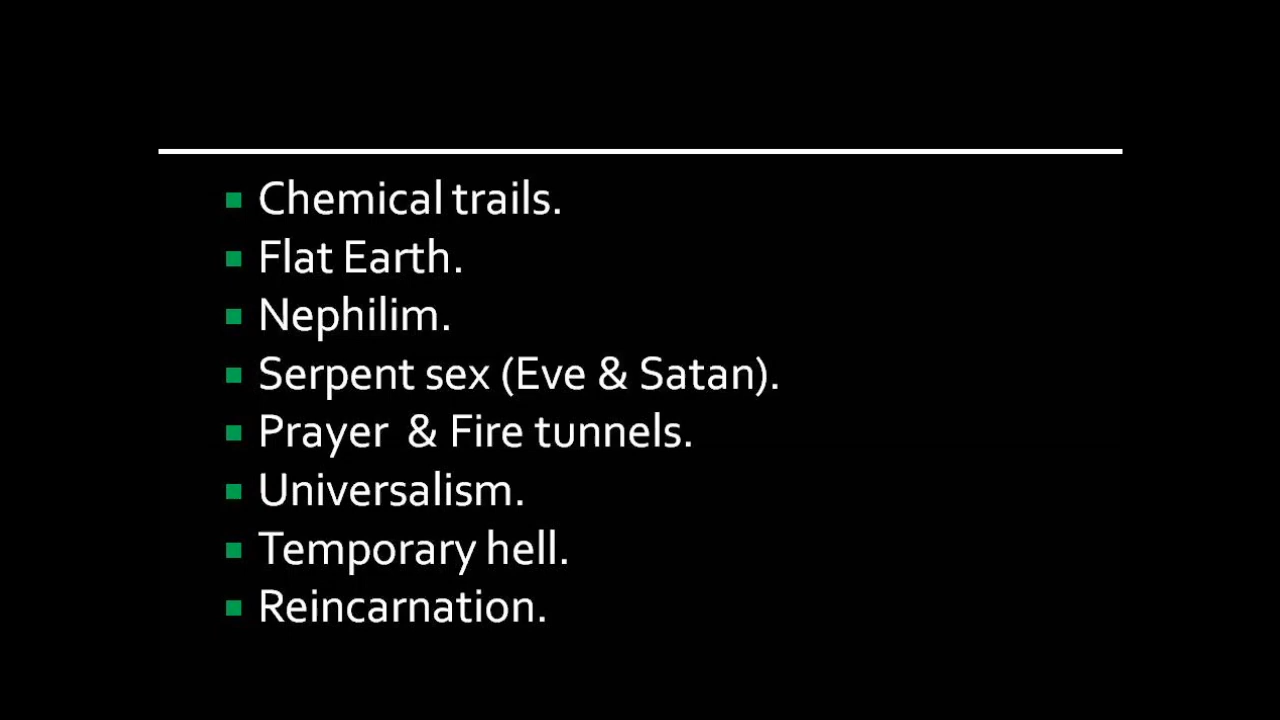 Chemical trails.
Flat Earth.
Nephilim.
Serpent sex (Eve & Satan).
Prayer & Fire tunnels.
Universalism.
Temporary hell.
Reincarnation.